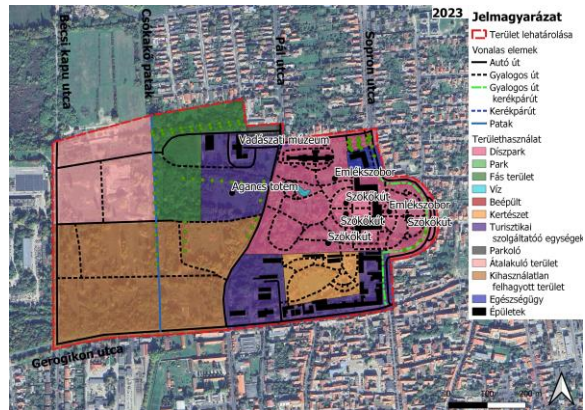 2023
Jelmagyarázat
Terület lehatárolása
Vonalas elemek
Autó út
Gyalogos út
Gyalogos út
kerékpárút
Kerékpárút
Patak
Területhasználat
Díszpark
Park
Fás terület
Víz
Beépült
Kertészet
Turisztikai
szolgáltatóó egységek
Parkoló
Átalakuló terület
Kihasználatlan
felhagyott terület
Egészségügy
Épületek
Bécsi kapu utca
Csókakő patak
Pál utca
Sopron utca
Vadászati múzeum
Emlékszobor
Agancs totem
Szökőkút
Emlékszobor
Szökőkút
Szökőkút
Szökőkút
Gerogikon utca